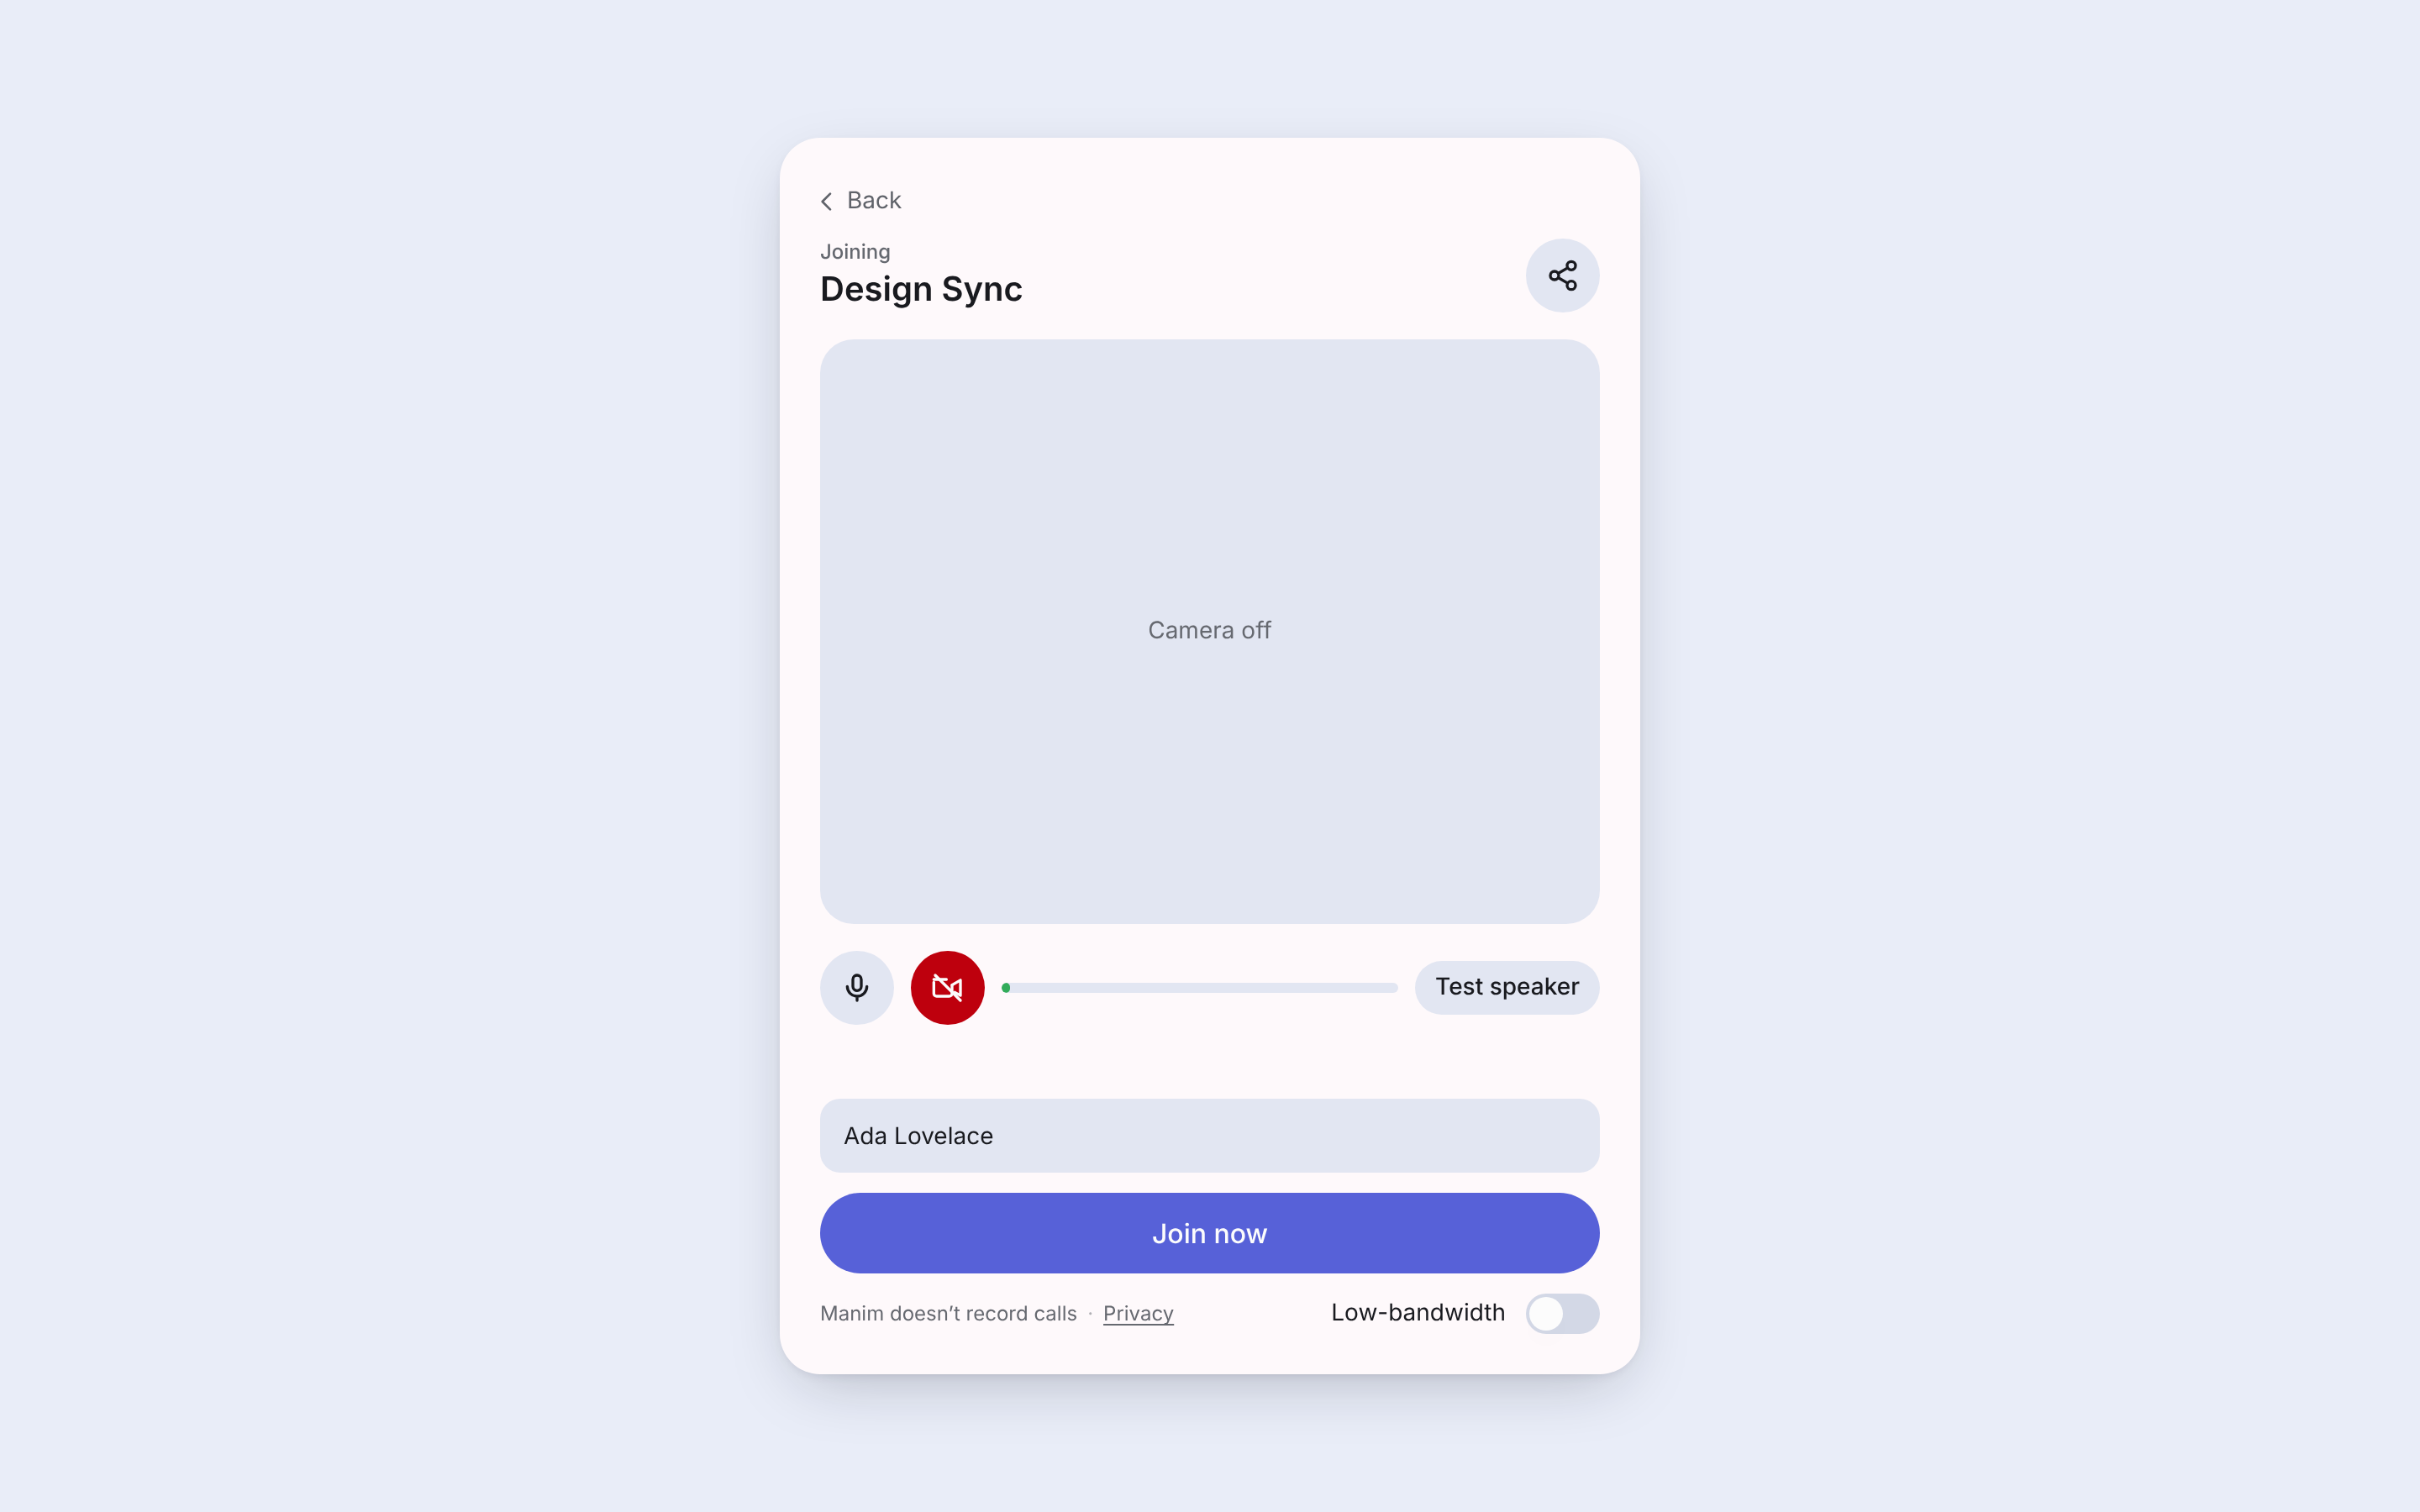 Back
Joining
Design Sync
Camera off
Test speaker
Ada Lovelace
Join now
Manim doesn’t record calls · Privacy
Low-bandwidth